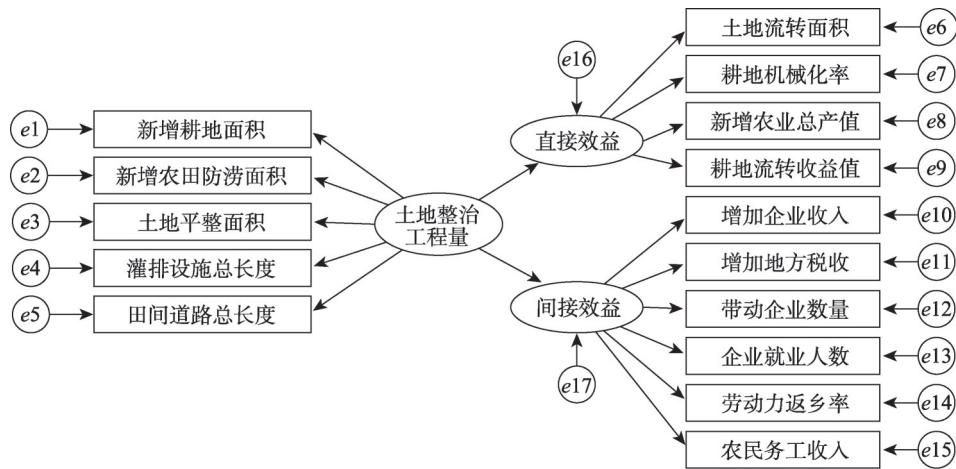 e1
新增耕地面积
e2
新增农田防涝面积
e3
土地平整面积
e4
灌排设施总长度
e5
田间道路总长度
土地整治
工程量
e16
直接效益
间接效益
e17
土地流转面积
e6
耕地机械化率
e7
新增农业总产值
e8
耕地流转收益值
e9
增加企业收入
e10
增加地方税收
e11
带动企业数量
e12
企业就业人数
e13
劳动力返乡率
e14
农民务工收入
e15